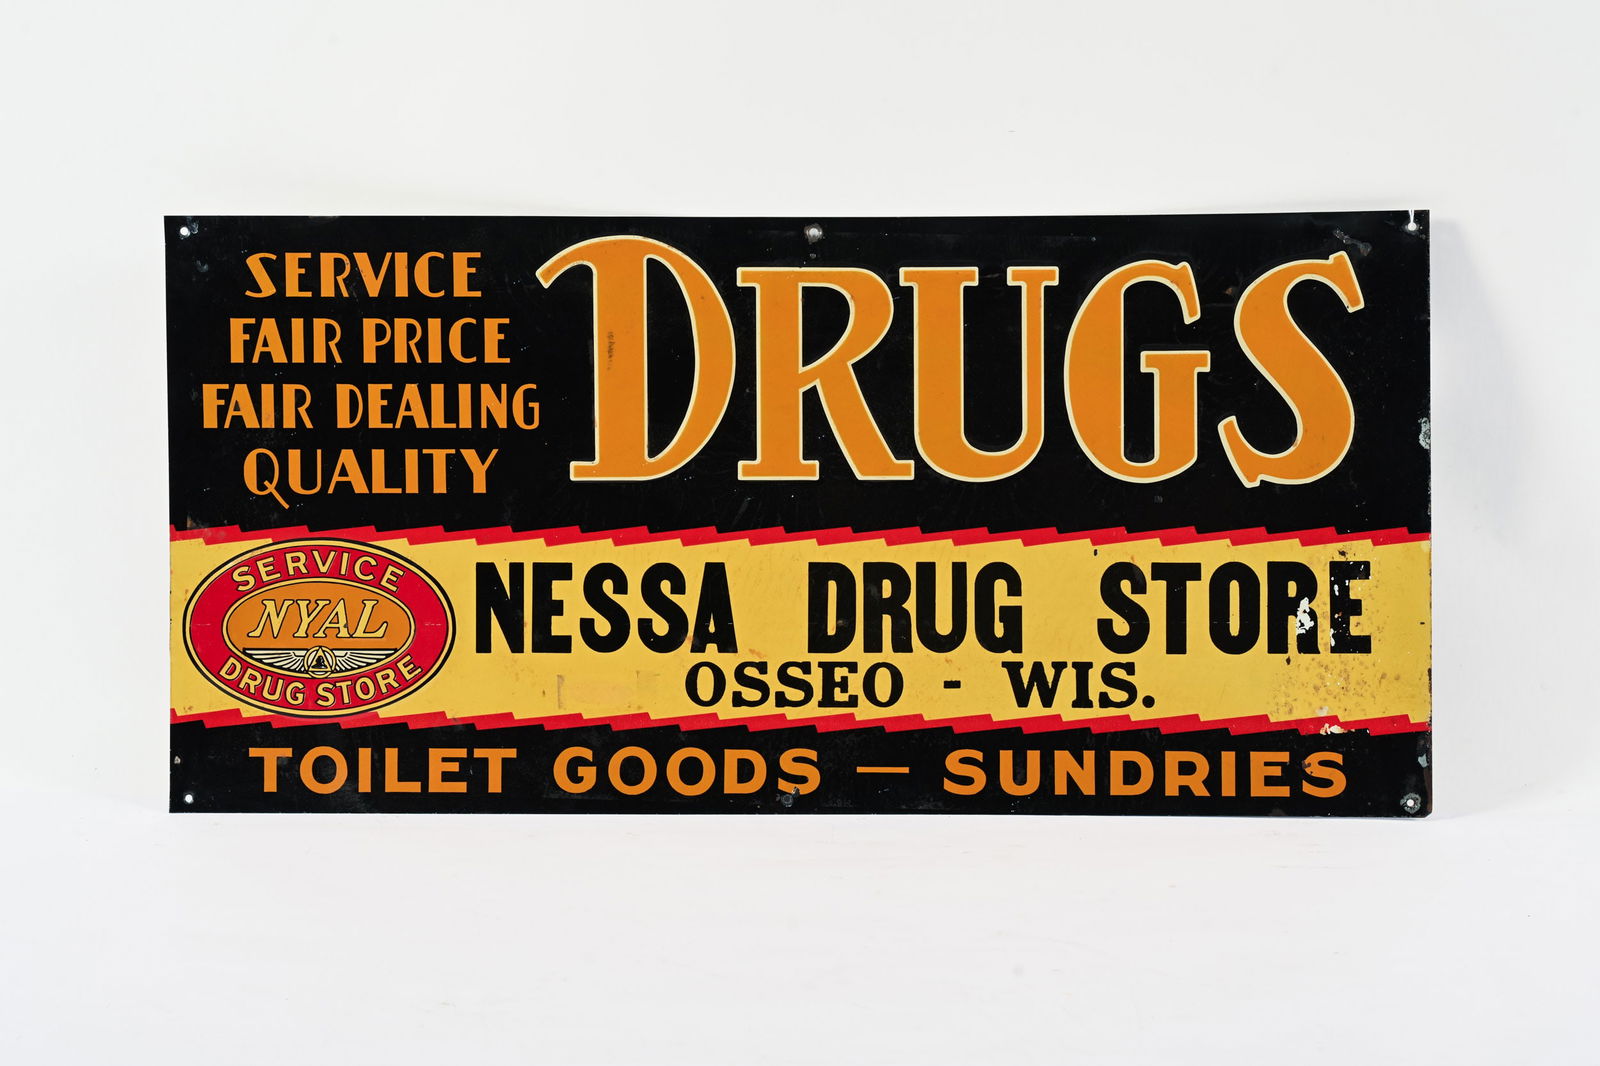 SERVICE
FAIR PRICE
FAIR DEALING
QUALITY
DRUGS
SERVICE
NYAL
DRUG STORE
NESSA DRUG STORE
OSSEO - WIS.
TOILET GOODS — SUNDRIES